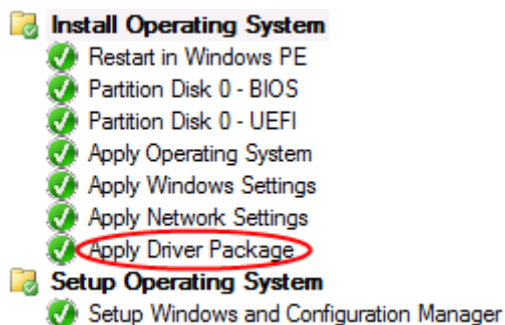 Install Operating System
Restart in Windows PE
Partition Disk 0 - BIOS
Partition Disk 0 - UEFI
Apply Operating System
Apply Windows Settings
Apply Network Settings
Apply Driver Package
Setup Operating System
Setup Windows and Configuration Manager